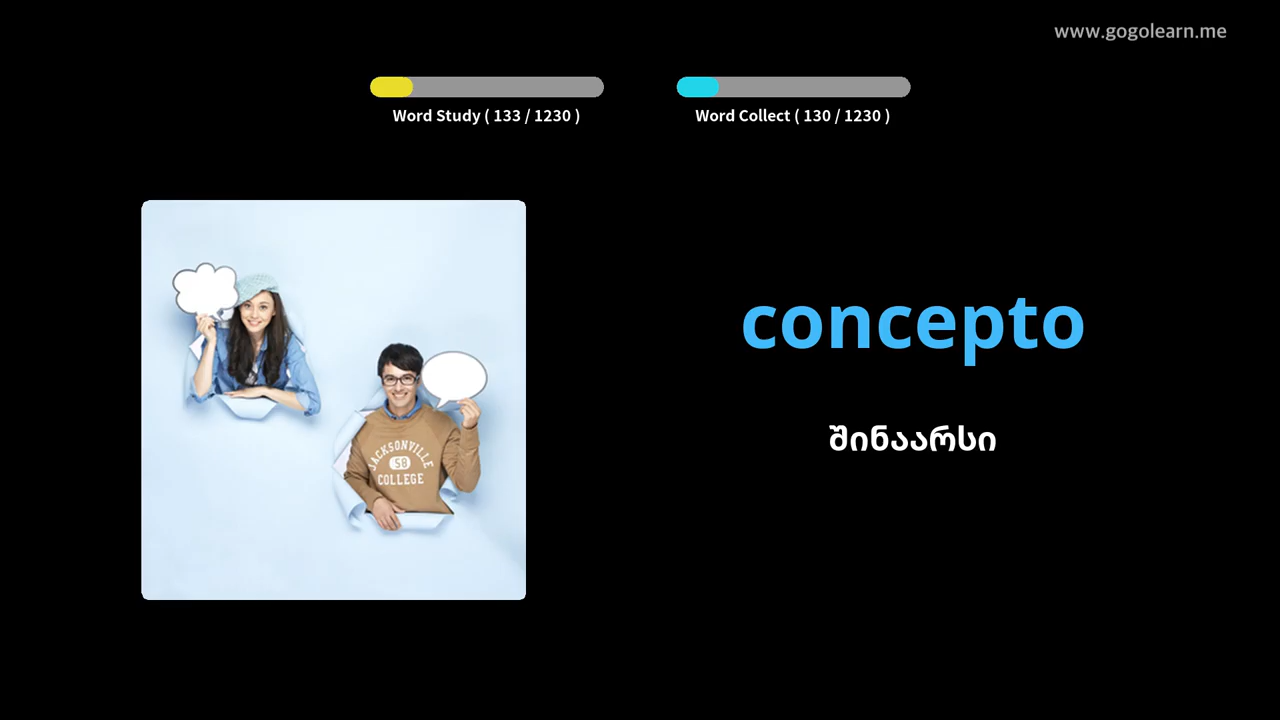 www.gogolearn.me
Word Study ( 133 / 1230 )
Word Collect ( 130 / 1230 )
concepto
შინაარსი
JACKSONVILLE
58
COLLEGE